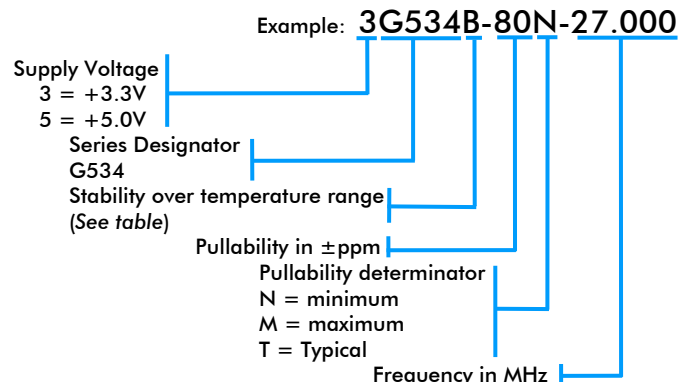 Example: 3G534B-80N-27.000
Supply Voltage
3 = +3.3V
5 = +5.0V
Series Designator
G534
Stability over temperature range
(See table)
Pullability in ±ppm
Pullability determinator
N = minimum
M = maximum
T = Typical
Frequency in MHz